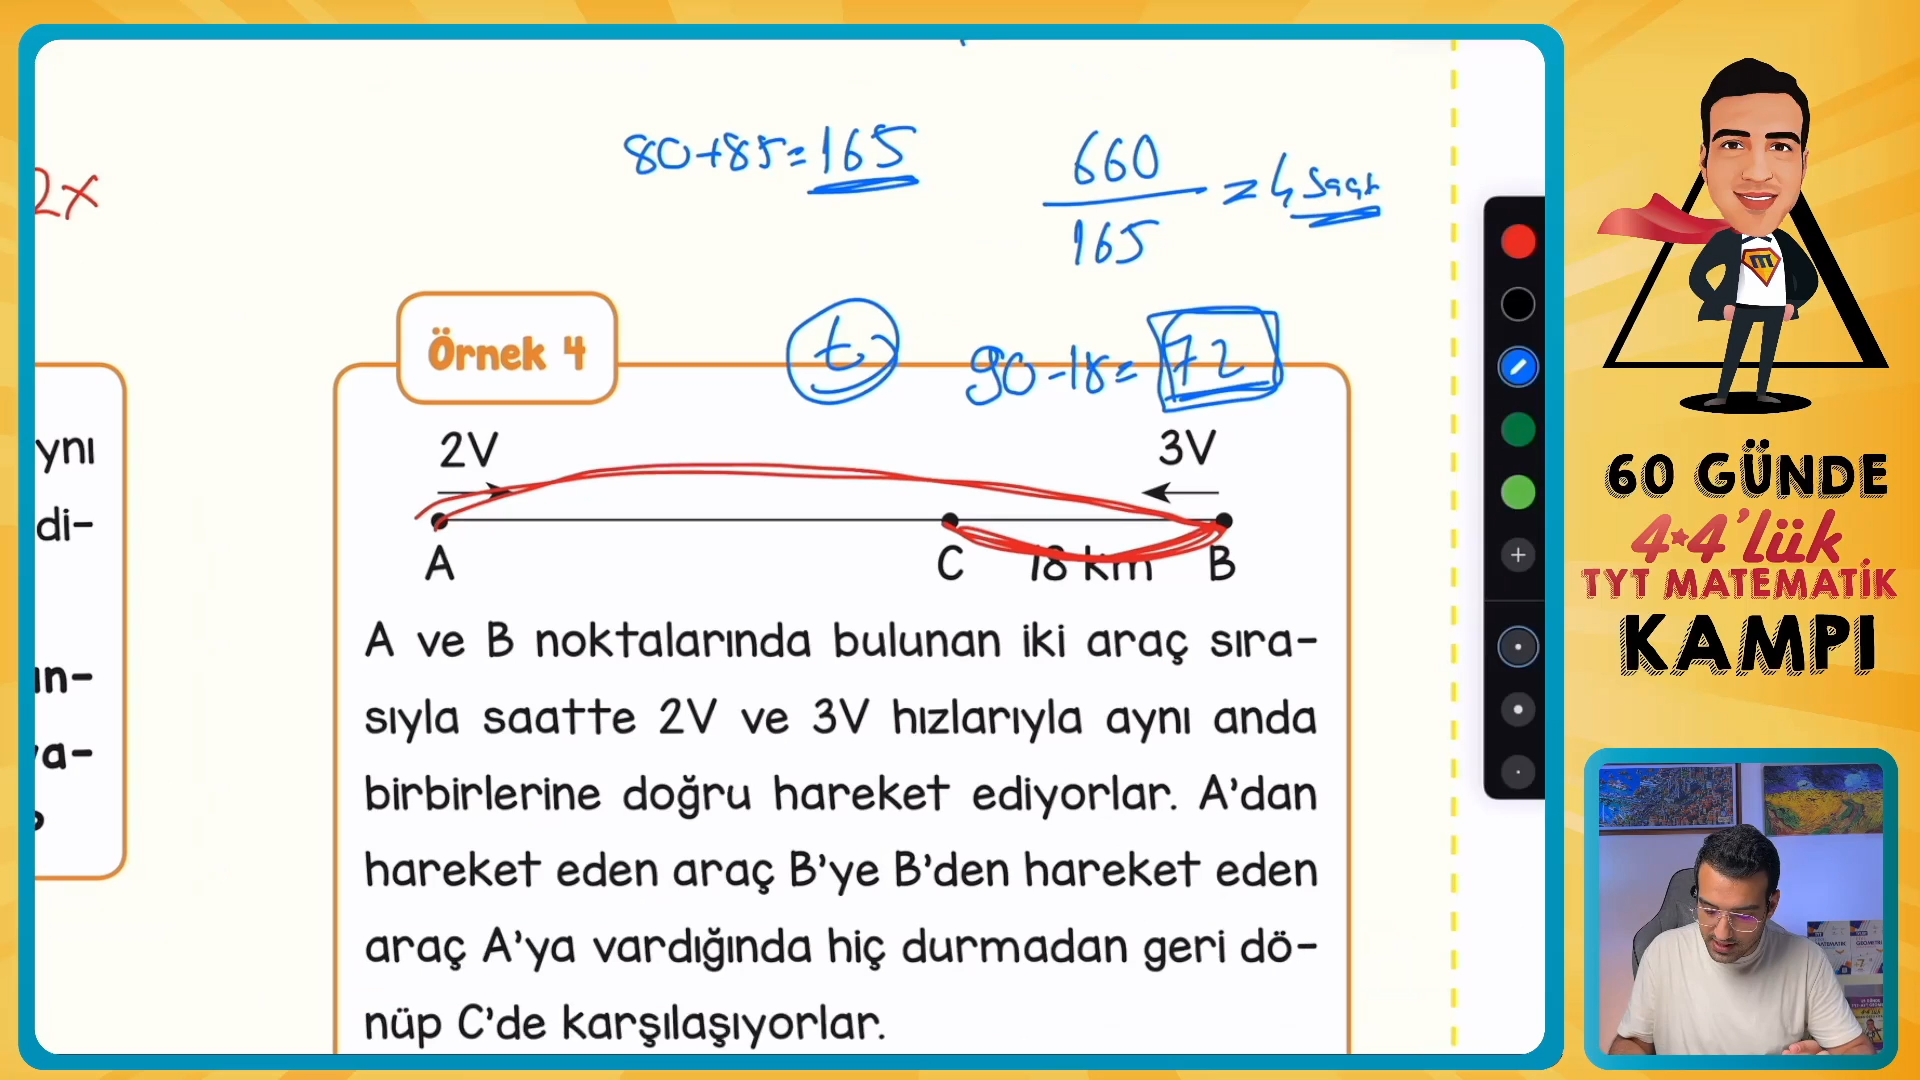 80+85=165
660
165
= 4 saat
2x
Örnek 4
t
90-18=72
2V
3V
A
C
18 km
B
A ve B noktalarında bulunan iki araç sıra-
sıyla saatte 2V ve 3V hızlarıyla aynı anda
birbirlerine doğru hareket ediyorlar. A'dan
hareket eden araç B'ye B'den hareket eden
araç A'ya vardığında hiç durmadan geri dö-
nüp C'de karşılaşıyorlar.
ynı
di-
ın-
a-
60 GÜNDE
4*4'lük
TYT MATEMATİK
KAMPI
m